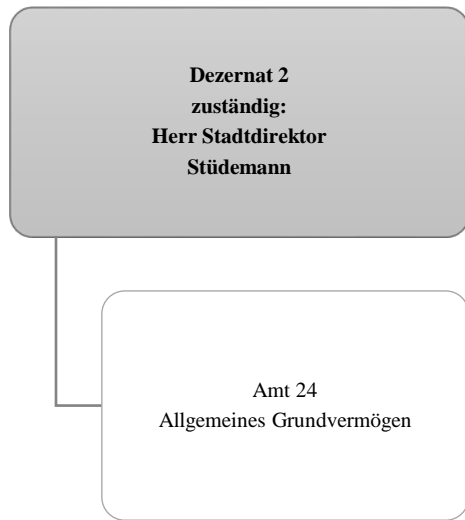 Dezernat 2
zuständig:
Herr Stadtdirektor
Stüdemann
Amt 24
Allgemeines Grundvermögen